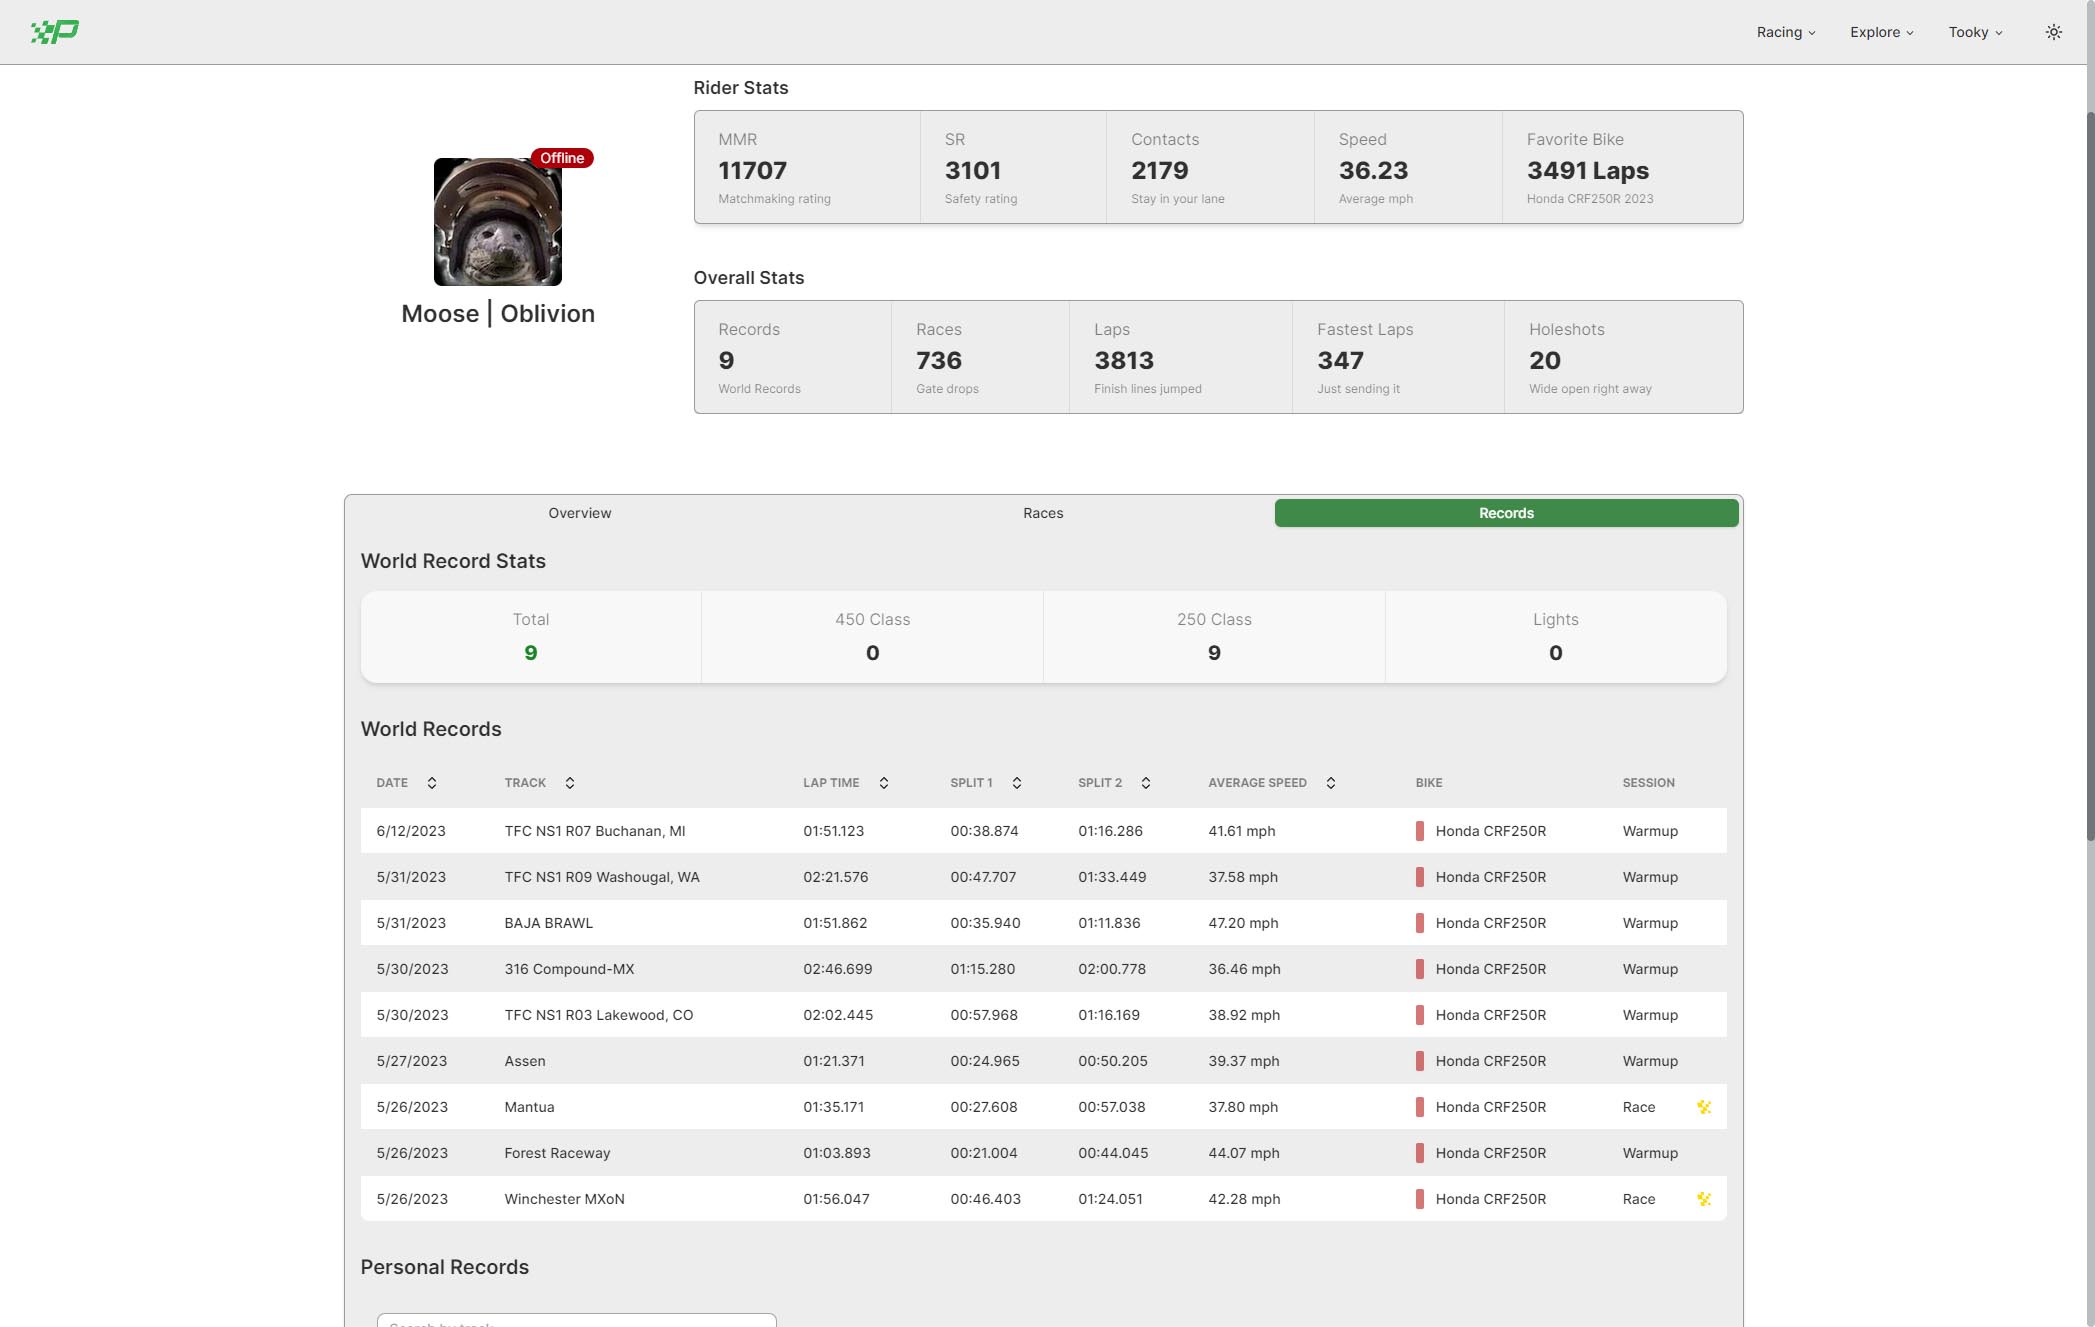 Racing Explore Tooky
Rider Stats
MMR SR Contacts Speed Favorite Bike
11707 3101 2179 36.23 3491 Laps
Matchmaking rating Safety rating Stay in your lane Average mph Honda CRF250R 2023
Offline
Moose | Oblivion
Overall Stats
Records Races Laps Fastest Laps Holeshots
9 736 3813 347 20
World Records Gate drops Finish lines jumped Just sending it Wide open right away
Overview Races Records
World Record Stats
Total 450 Class 250 Class Lights
9 0 9 0
World Records
DATE TRACK LAP TIME SPLIT 1 SPLIT 2 AVERAGE SPEED BIKE SESSION
6/12/2023 TFC NS1 R07 Buchanan, MI 01:51.123 00:38.874 01:16.286 41.61 mph Honda CRF250R Warmup
5/31/2023 TFC NS1 R09 Washougal, WA 02:21.576 00:47.707 01:33.449 37.58 mph Honda CRF250R Warmup
5/31/2023 BAJA BRAWL 01:51.862 00:35.940 01:11.836 47.20 mph Honda CRF250R Warmup
5/30/2023 316 Compound-MX 02:46.699 01:15.280 02:00.778 36.46 mph Honda CRF250R Warmup
5/30/2023 TFC NS1 R03 Lakewood, CO 02:02.445 00:57.968 01:16.169 38.92 mph Honda CRF250R Warmup
5/27/2023 Assen 01:21.371 00:24.965 00:50.205 39.37 mph Honda CRF250R Warmup
5/26/2023 Mantua 01:35.171 00:27.608 00:57.038 37.80 mph Honda CRF250R Race
5/26/2023 Forest Raceway 01:03.893 00:21.004 00:44.045 44.07 mph Honda CRF250R Warmup
5/26/2023 Winchester MXoN 01:56.047 00:46.403 01:24.051 42.28 mph Honda CRF250R Race
Personal Records
Search by track